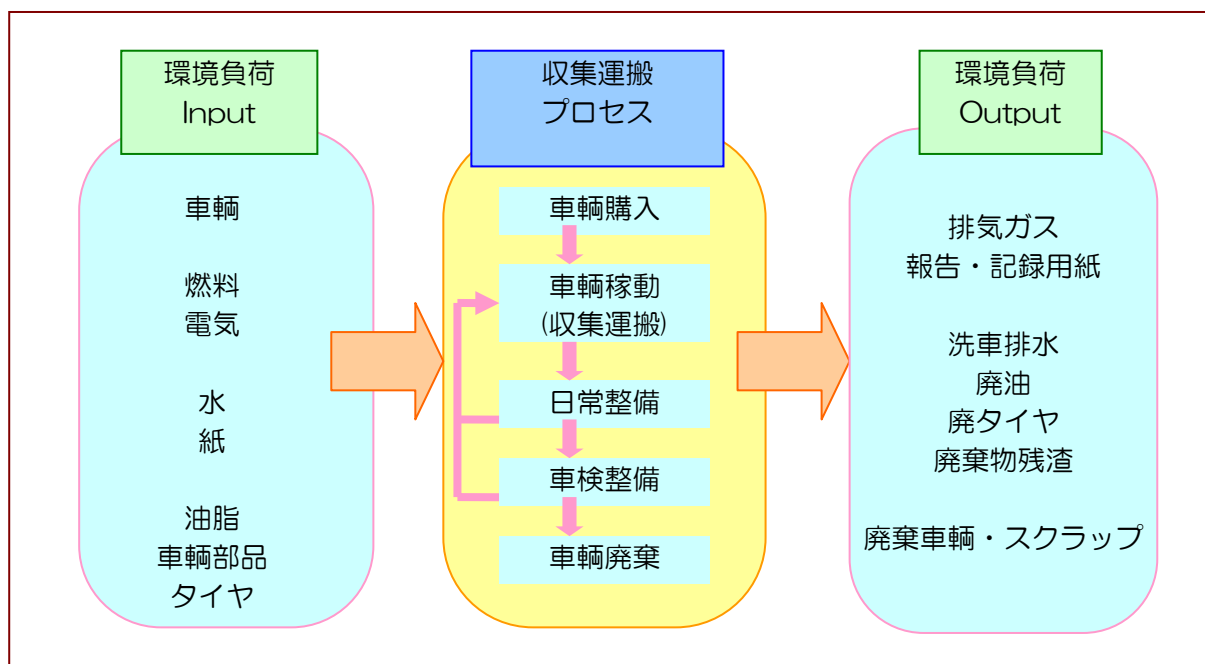 環境負荷
Input
車輌
燃料
電気
水
紙
油脂
車輌部品
タイヤ
収集運搬
プロセス
車輌購入
車輌稼動
(収集運搬)
日常整備
車検整備
車輌廃棄
環境負荷
Output
排気ガス
報告・記録用紙
洗車排水
廃油
廃タイヤ
廃棄物残渣
廃棄車輌・スクラップ